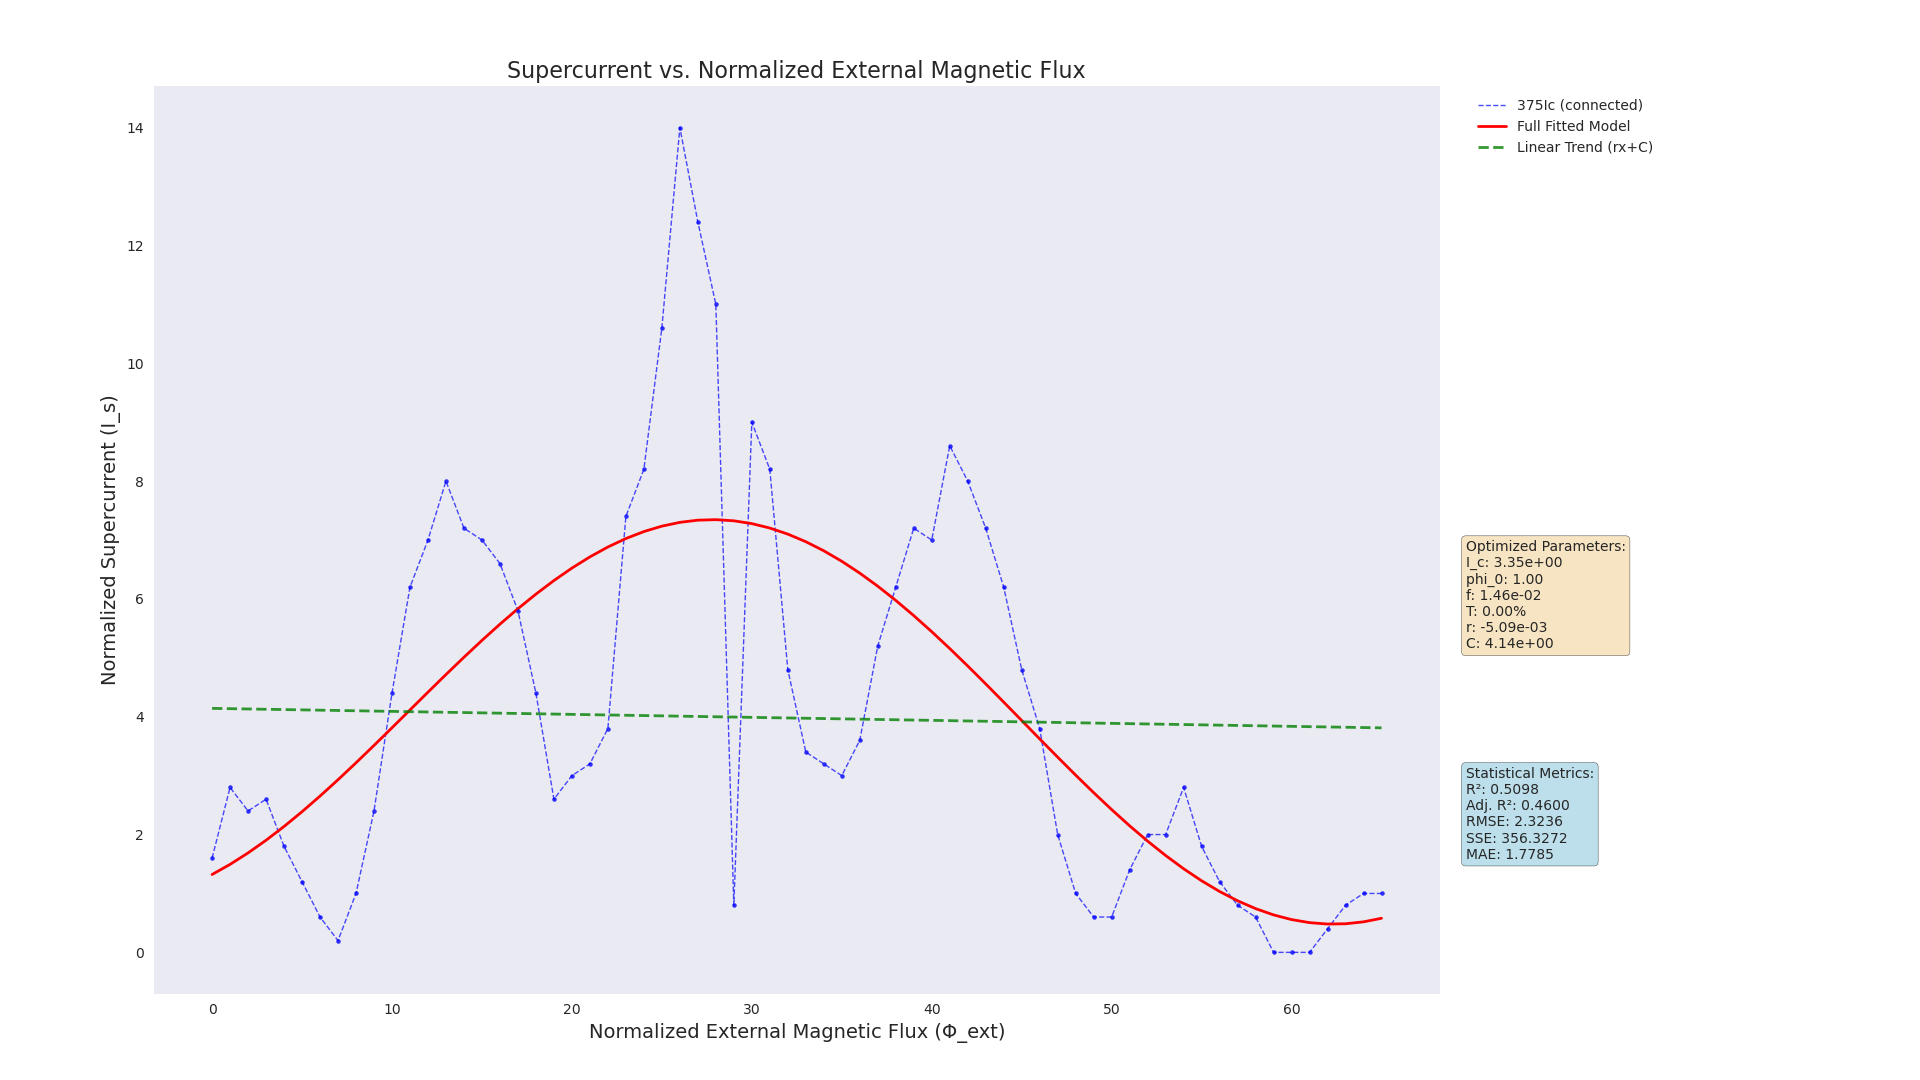 Supercurrent vs. Normalized External Magnetic Flux
375Ic (connected)
Full Fitted Model
Linear Trend (rx+C)
14
12
10
8
6
4
2
0
Normalized Supercurrent (I_s)
0 10 20 30 40 50 60
Normalized External Magnetic Flux (Φ_ext)
Optimized Parameters:
I_c: 3.35e+00
phi_0: 1.00
f: 1.46e-02
T: 0.00%
r: -5.09e-03
C: 4.14e+00
Statistical Metrics:
R²: 0.5098
Adj. R²: 0.4600
RMSE: 2.3236
SSE: 356.3272
MAE: 1.7785